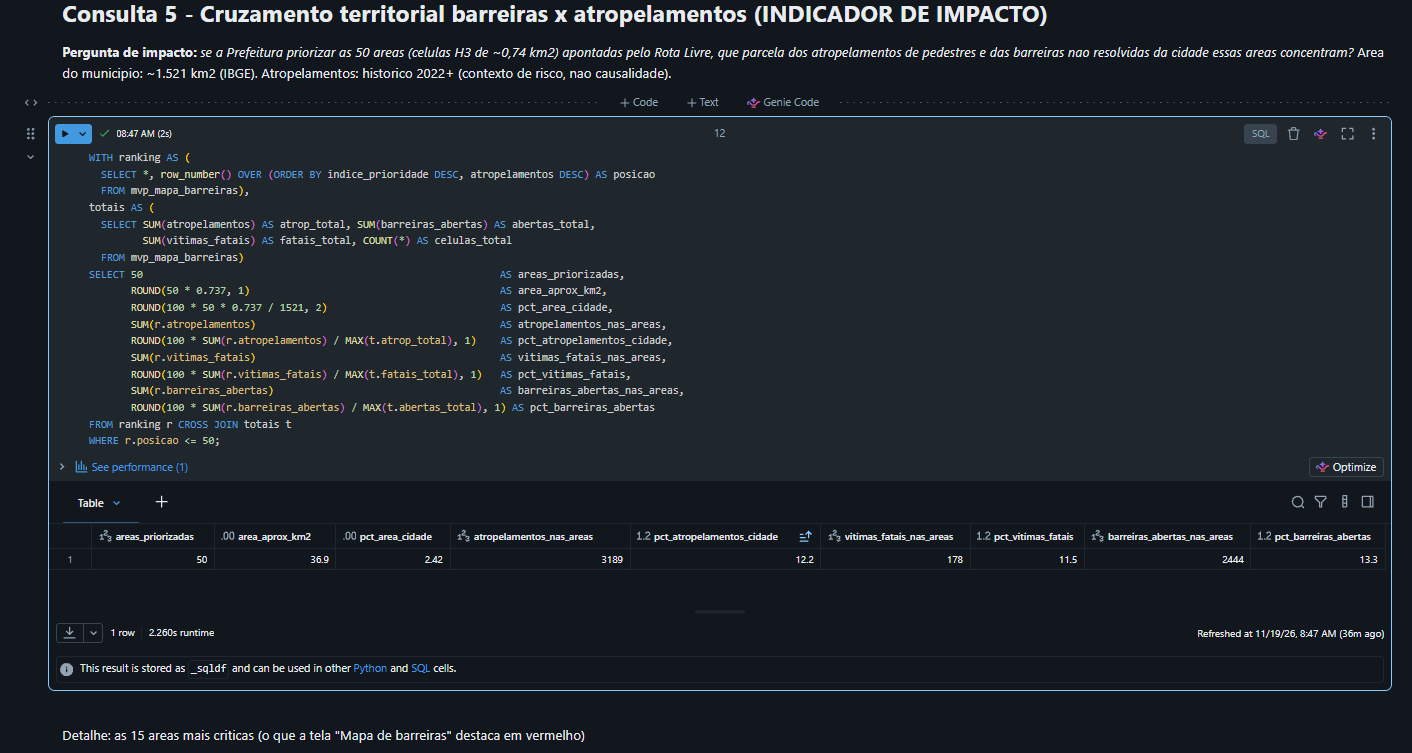 Consulta 5 - Cruzamento territorial barreiras x atropelamentos (INDICADOR DE IMPACTO)
Pergunta de impacto: se a Prefeitura priorizar as 50 areas (celulas H3 de ~0,74 km2) apontadas pelo Rota Livre, que parcela dos atropelamentos de pedestres e das barreiras nao resolvidas da cidade essas areas concentram? Area
do municipio: ~1.521 km2 (IBGE). Atropelamentos: historico 2022+ (contexto de risco, nao causalidade).
+ Code + Text Genie Code
08:47 AM (2s) 12 SQL
WITH ranking AS (
SELECT *, row_number() OVER (ORDER BY indice_prioridade DESC, atropelamentos DESC) AS posicao
FROM mvp_mapa_barreiras),
totais AS (
SELECT SUM(atropelamentos) AS atrop_total, SUM(barreiras_abertas) AS abertas_total,
SUM(vitimas_fatais) AS fatais_total, COUNT(*) AS celulas_total
FROM mvp_mapa_barreiras)
SELECT 50 AS areas_priorizadas,
ROUND(50 * 0.737, 1) AS area_aprox_km2,
ROUND(100 * 50 * 0.737 / 1521, 2) AS pct_area_cidade,
SUM(r.atropelamentos) AS atropelamentos_nas_areas,
ROUND(100 * SUM(r.atropelamentos) / MAX(t.atrop_total), 1) AS pct_atropelamentos_cidade,
SUM(r.vitimas_fatais) AS vitimas_fatais_nas_areas,
ROUND(100 * SUM(r.vitimas_fatais) / MAX(t.fatais_total), 1) AS pct_vitimas_fatais,
SUM(r.barreiras_abertas) AS barreiras_abertas_nas_areas,
ROUND(100 * SUM(r.barreiras_abertas) / MAX(t.abertas_total), 1) AS pct_barreiras_abertas
FROM ranking r CROSS JOIN totais t
WHERE r.posicao <= 50;
See performance (1) Optimize
Table +
123 areas_priorizadas .00 area_aprox_km2 .00 pct_area_cidade 123 atropelamentos_nas_areas 1.2 pct_atropelamentos_cidade 123 vitimas_fatais_nas_areas 1.2 pct_vitimas_fatais 123 barreiras_abertas_nas_areas 1.2 pct_barreiras_abertas
1 50 36.9 2.42 3189 12.2 178 11.5 2444 13.3
1 row 2.260s runtime Refreshed at 11/19/26, 8:47 AM (36m ago)
This result is stored as _sqldf and can be used in other Python and SQL cells.
Detalhe: as 15 areas mais criticas (o que a tela "Mapa de barreiras" destaca em vermelho)